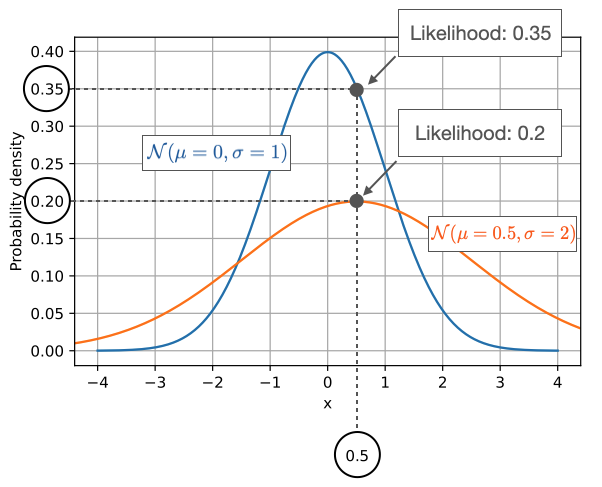 Likelihood: 0.35
0.40
0.35
0.30
Likelihood: 0.2
𝒩(μ = 0, σ = 1)
0.25
0.20
𝒩(μ = 0.5, σ = 2)
0.15
0.10
0.05
0.00
Probability density
−4 −3 −2 −1 0 1 2 3 4
x
0.5